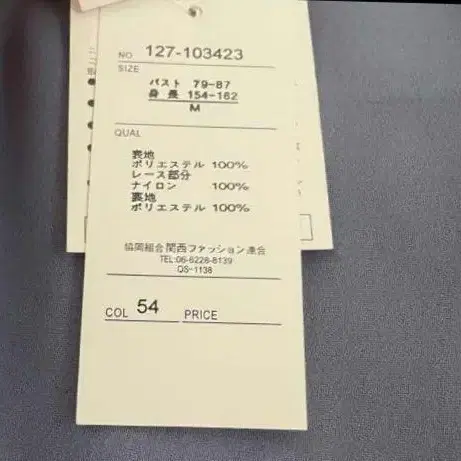 NO 127-103423
SIZE
バスト 79-87
身長 154-162
M
QUAL
表地
ポリエステル 100%
レース部分
ナイロン 100%
裏地
ポリエステル 100%
協同組合関西ファッション連合
TEL:06-6228-8139
QS-1138
COL 54 PRICE